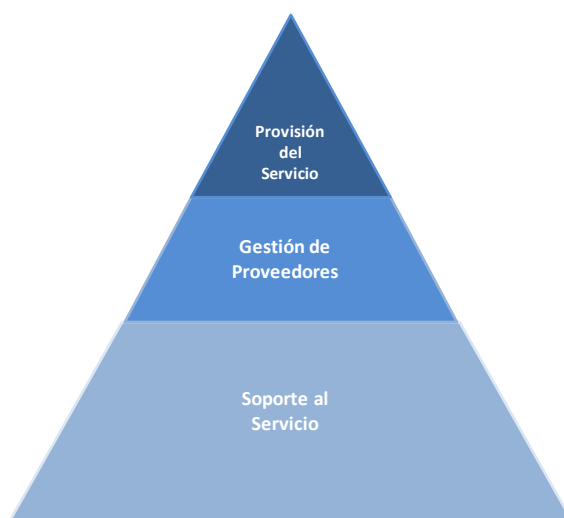 Provisión
del
Servicio
Gestión de
Proveedores
Soporte al
Servicio